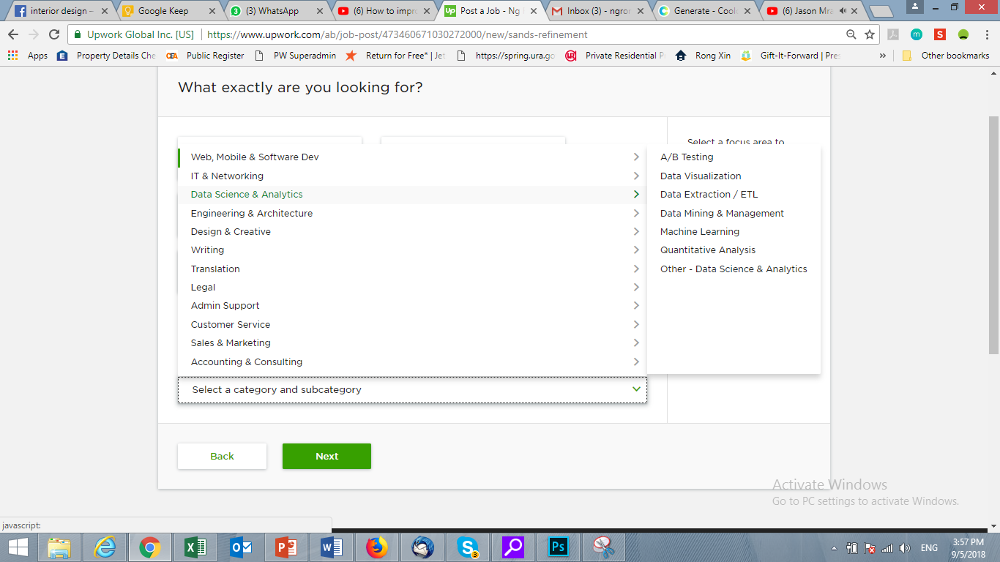 interior design –
Google Keep
(3) WhatsApp
(6) How to impro
Post a Job - Ng
Inbox (3) - ngro
Generate - Coolo
(6) Jason Mra
Upwork Global Inc. [US]
https://www.upwork.com/ab/job-post/473460671030272000/new/sands-refinement
Apps
Property Details Che
CEA
Public Register
PW Superadmin
Return for Free* | Jet
https://spring.ura.go
Private Residential P
Rong Xin
Gift-It-Forward | Pres
»
Other bookmarks
What exactly are you looking for?
Select a focus area to
Web, Mobile & Software Dev
IT & Networking
Data Science & Analytics
Engineering & Architecture
Design & Creative
Writing
Translation
Legal
Admin Support
Customer Service
Sales & Marketing
Accounting & Consulting
A/B Testing
Data Visualization
Data Extraction / ETL
Data Mining & Management
Machine Learning
Quantitative Analysis
Other - Data Science & Analytics
Select a category and subcategory
Back
Next
Activate Windows
Go to PC settings to activate Windows.
javascript:
ENG
3:57 PM
9/5/2018